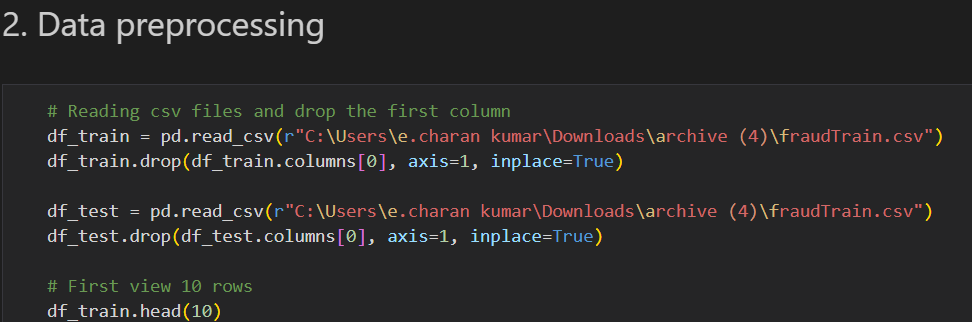 2. Data preprocessing
# Reading csv files and drop the first column
df_train = pd.read_csv(r"C:\Users\e.charan kumar\Downloads\archive (4)\fraudTrain.csv")
df_train.drop(df_train.columns[0], axis=1, inplace=True)
df_test = pd.read_csv(r"C:\Users\e.charan kumar\Downloads\archive (4)\fraudTrain.csv")
df_test.drop(df_test.columns[0], axis=1, inplace=True)
# First view 10 rows
df_train.head(10)